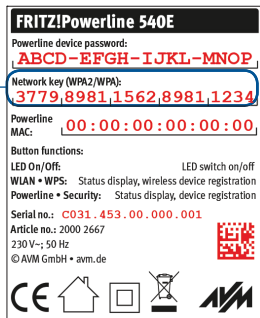 FRITZ!Powerline 540E
Powerline device password:
ABCD-EFGH-IJKL-MNOP
Network key (WPA2/WPA):
3779 8981 1562 8981 1234
Powerline
MAC: 00:00:00:00:00:00
Button functions:
LED On/Off: LED switch on/off
WLAN • WPS: Status display, wireless device registration
Powerline • Security: Status display, device registration
Serial no.: C031.453.00.000.001
Article no.: 2000 2667
230 V~; 50 Hz
© AVM GmbH • avm.de
CE
AVM